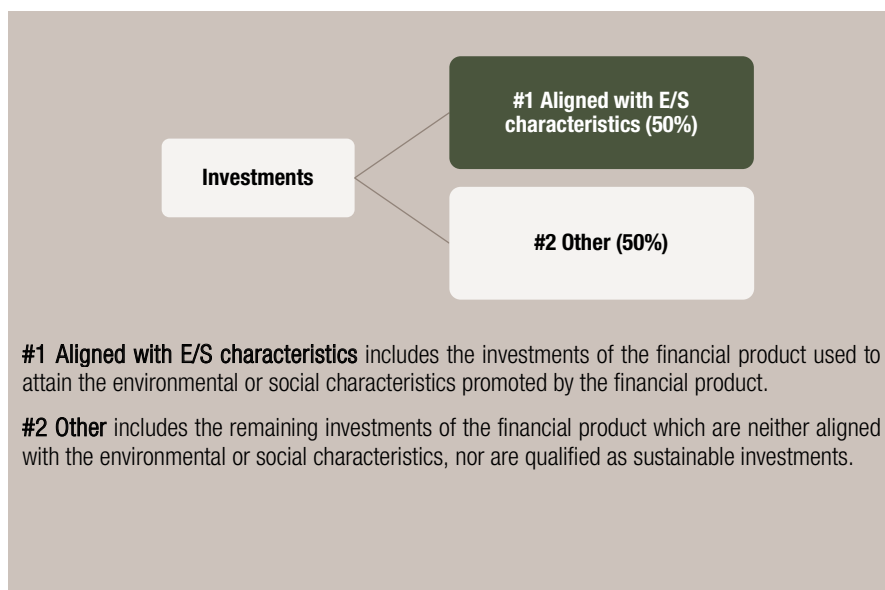 #1 Aligned with E/S
characteristics (50%)
Investments
#2 Other (50%)
#1 Aligned with E/S characteristics includes the investments of the financial product used to
attain the environmental or social characteristics promoted by the financial product.
#2 Other includes the remaining investments of the financial product which are neither aligned
with the environmental or social characteristics, nor are qualified as sustainable investments.